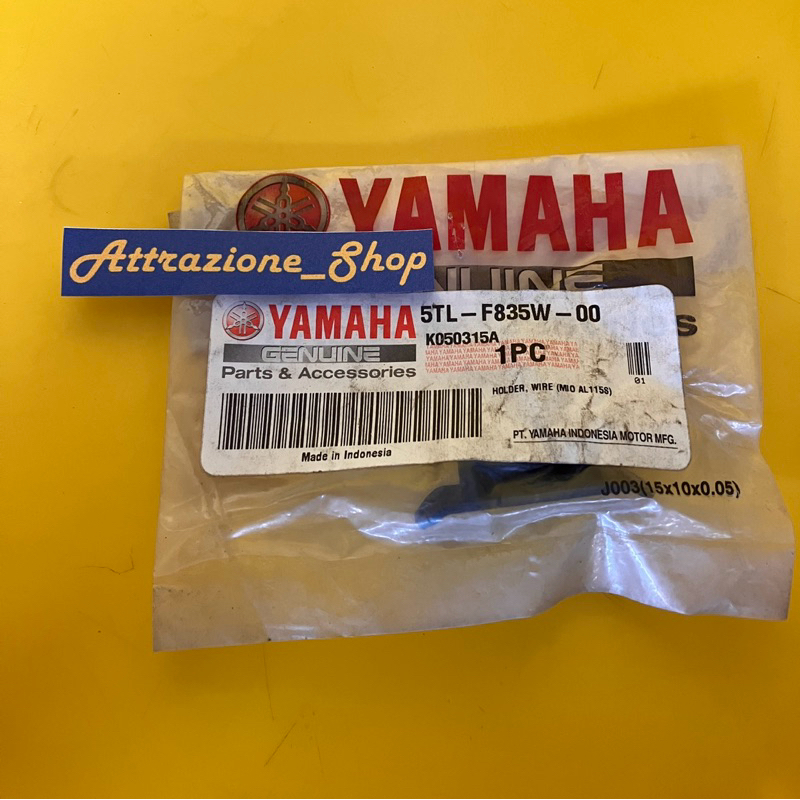 YAMAHA
Attrazione_Shop
NUINE
S
YAMAHA
GENUINE
Parts & Accessories
5TL-F835W-00
K050315A
1PC
01
HOLDER, WIRE (MIO AL115S)
PT. YAMAHA INDONESIA MOTOR MFG.
Made in Indonesia
J003(15x10x0.05)